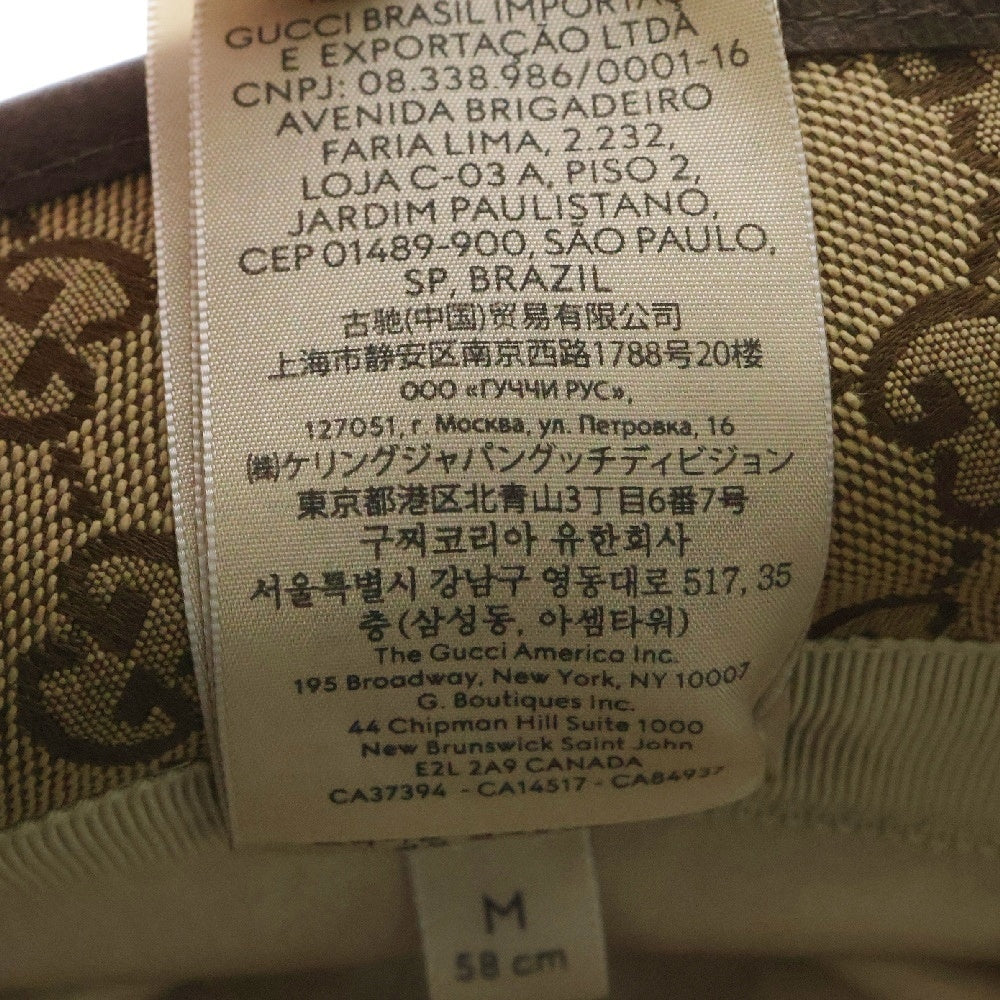 GUCCI BRASIL IMPORTAÇÃ
E EXPORTAÇÃO LTDA
CNPJ: 08.338.986/0001-16
AVENIDA BRIGADEIRO
FARIA LIMA, 2.232,
LOJA C-03 A, PISO 2,
JARDIM PAULISTANO,
CEP 01489-900, SÃO PAULO,
SP, BRAZIL
古驰(中国)贸易有限公司
上海市静安区南京西路1788号20楼
ООО «ГУЧЧИ РУС»,
127051, г. Москва, ул. Петровка, 16
㈱ケリングジャパングッチディビジョン
東京都港区北青山3丁目6番7号
구찌코리아 유한회사
서울특별시 강남구 영동대로 517, 35
층 (삼성동, 아셈타워)
The Gucci America Inc.
195 Broadway, New York, NY 10007
G. Boutiques Inc.
44 Chipman Hill Suite 1000
New Brunswick Saint John
E2L 2A9 CANADA
CA37394 - CA14517 - CA84937
M
58 cm